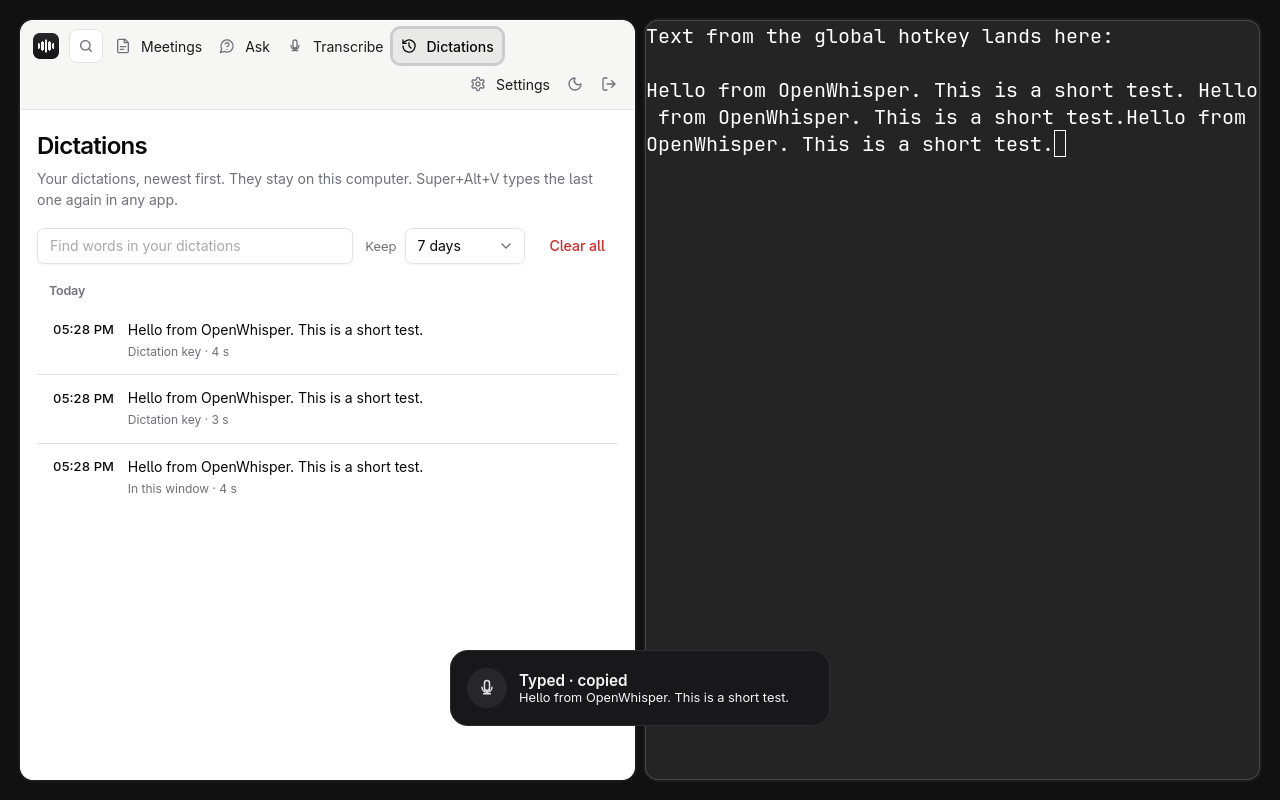 Meetings
Ask
Transcribe
Dictations
Settings
Dictations
Your dictations, newest first. They stay on this computer. Super+Alt+V types the last
one again in any app.
Find words in your dictations
Keep
7 days
Clear all
Today
05:28 PM
Hello from OpenWhisper. This is a short test.
Dictation key · 4 s
05:28 PM
Hello from OpenWhisper. This is a short test.
Dictation key · 3 s
05:28 PM
Hello from OpenWhisper. This is a short test.
In this window · 4 s
Text from the global hotkey lands here:
Hello from OpenWhisper. This is a short test. Hello
from OpenWhisper. This is a short test.Hello from
OpenWhisper. This is a short test.
Typed · copied
Hello from OpenWhisper. This is a short test.